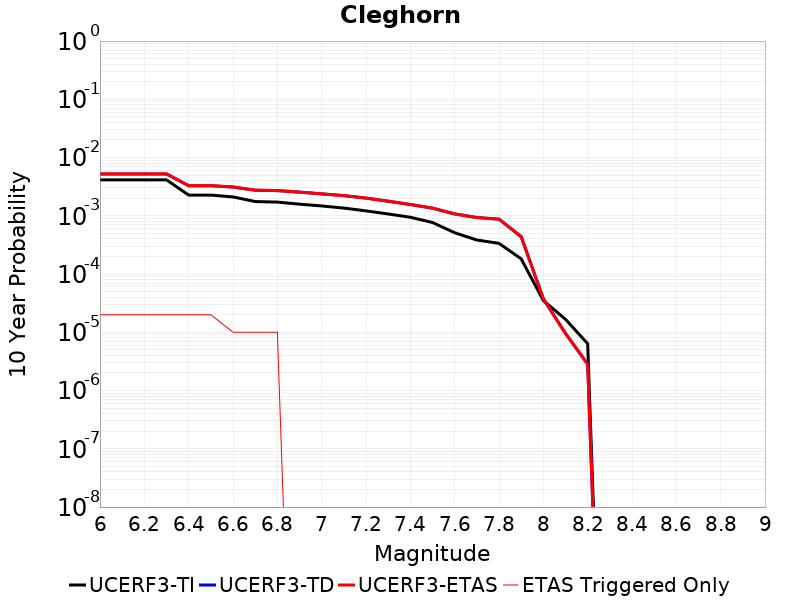 Cleghorn
10 Year Probability
10^0
10^-1
10^-2
10^-3
10^-4
10^-5
10^-6
10^-7
10^-8
6 6.2 6.4 6.6 6.8 7 7.2 7.4 7.6 7.8 8 8.2 8.4 8.6 8.8 9
Magnitude
UCERF3-TI UCERF3-TD UCERF3-ETAS ETAS Triggered Only